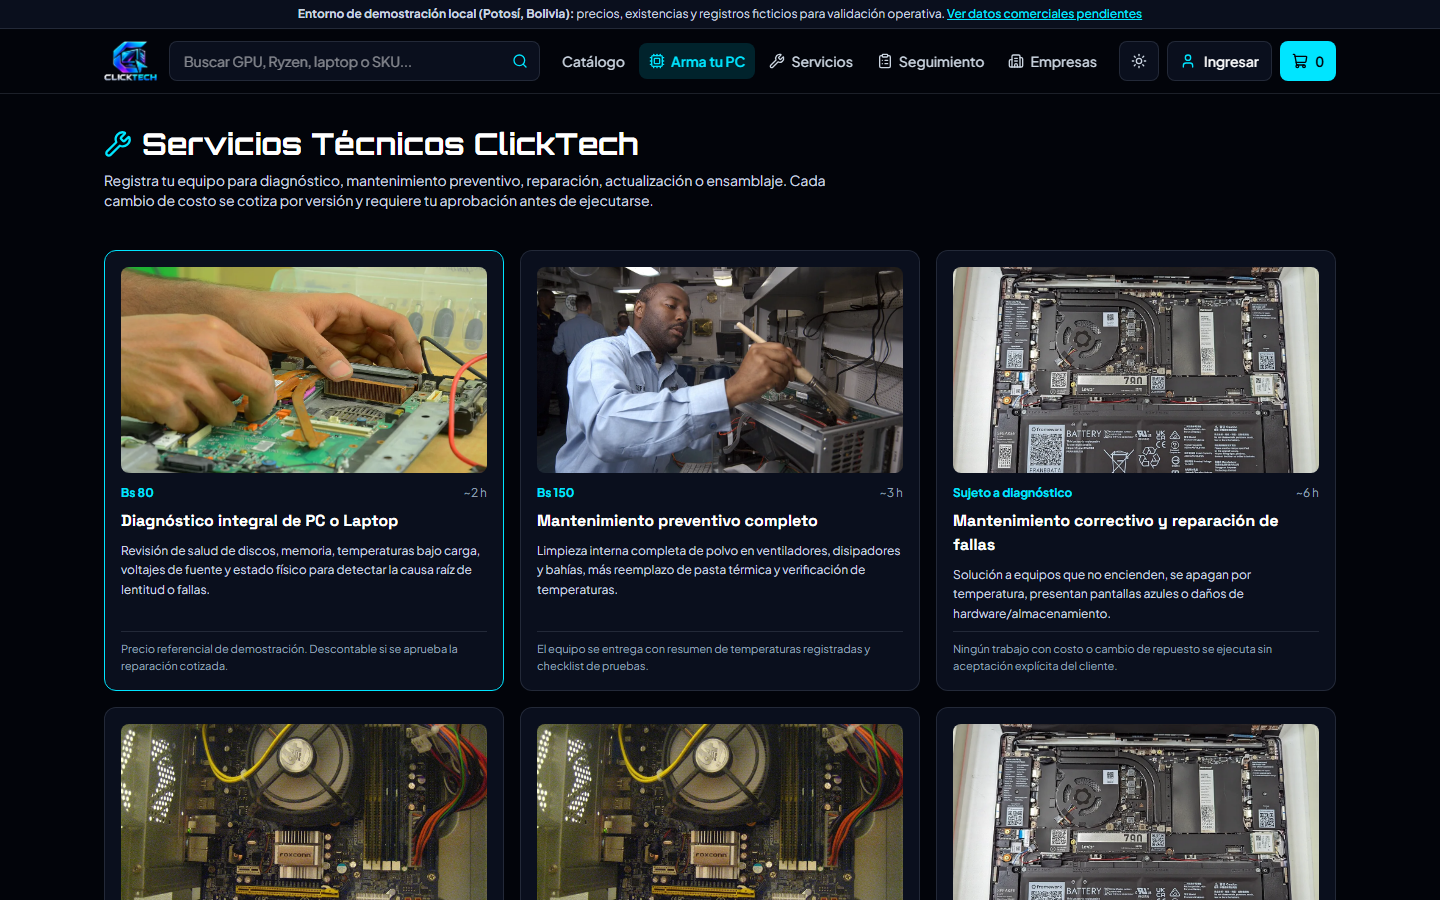 Entorno de demostración local (Potosí, Bolivia): precios, existencias y registros ficticios para validación operativa. Ver datos comerciales pendientes
CLICKTECH
Buscar GPU, Ryzen, laptop o SKU...
Catálogo
Arma tu PC
Servicios
Seguimiento
Empresas
Ingresar
0
Servicios Técnicos ClickTech
Registra tu equipo para diagnóstico, mantenimiento preventivo, reparación, actualización o ensamblaje. Cada
cambio de costo se cotiza por versión y requiere tu aprobación antes de ejecutarse.
Bs 80
~2 h
Diagnóstico integral de PC o Laptop
Revisión de salud de discos, memoria, temperaturas bajo carga,
voltajes de fuente y estado físico para detectar la causa raíz de
lentitud o fallas.
Precio referencial de demostración. Descontable si se aprueba la
reparación cotizada.
Bs 150
~3 h
Mantenimiento preventivo completo
Limpieza interna completa de polvo en ventiladores, disipadores
y bahías, más reemplazo de pasta térmica y verificación de
temperaturas.
El equipo se entrega con resumen de temperaturas registradas y
checklist de pruebas.
framework
BATTERY
Sujeto a diagnóstico
~6 h
Mantenimiento correctivo y reparación de
fallas
Solución a equipos que no encienden, se apagan por
temperatura, presentan pantallas azules o daños de
hardware/almacenamiento.
Ningún trabajo con costo o cambio de repuesto se ejecuta sin
aceptación explícita del cliente.
FOXCONN
FOXCONN
framework
BATTERY